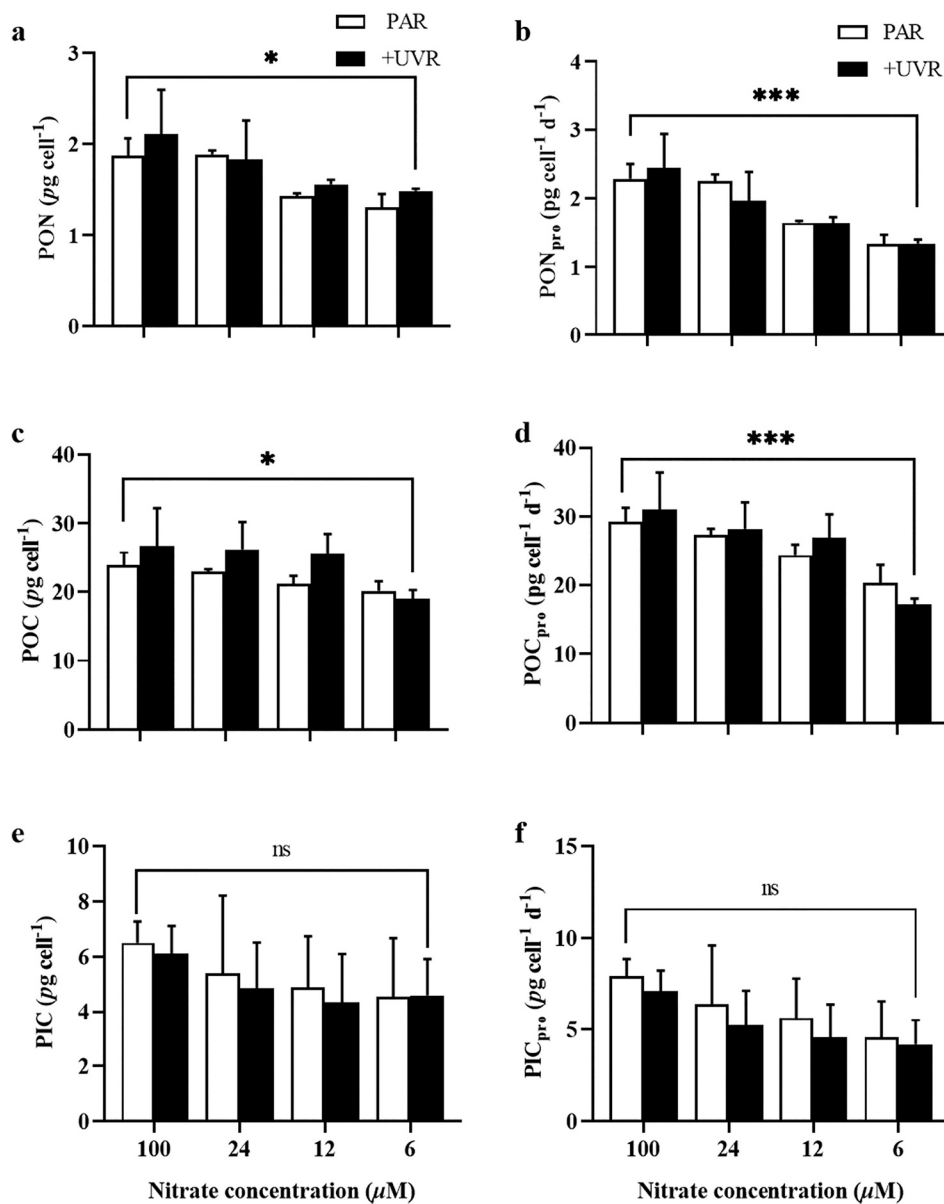 a
PAR
+UVR
PON (pg cell⁻¹)
3
2
1
0
*
b
PAR
+UVR
PONpro (pg cell⁻¹ d⁻¹)
4
3
2
1
0
***
c
POC (pg cell⁻¹)
40
30
20
10
0
*
d
POCpro (pg cell⁻¹ d⁻¹)
40
30
20
10
0
***
e
PIC (pg cell⁻¹)
10
8
6
4
2
0
ns
100 24 12 6
Nitrate concentration (μM)
f
PICpro (pg cell⁻¹ d⁻¹)
15
10
5
0
ns
100 24 12 6
Nitrate concentration (μM)